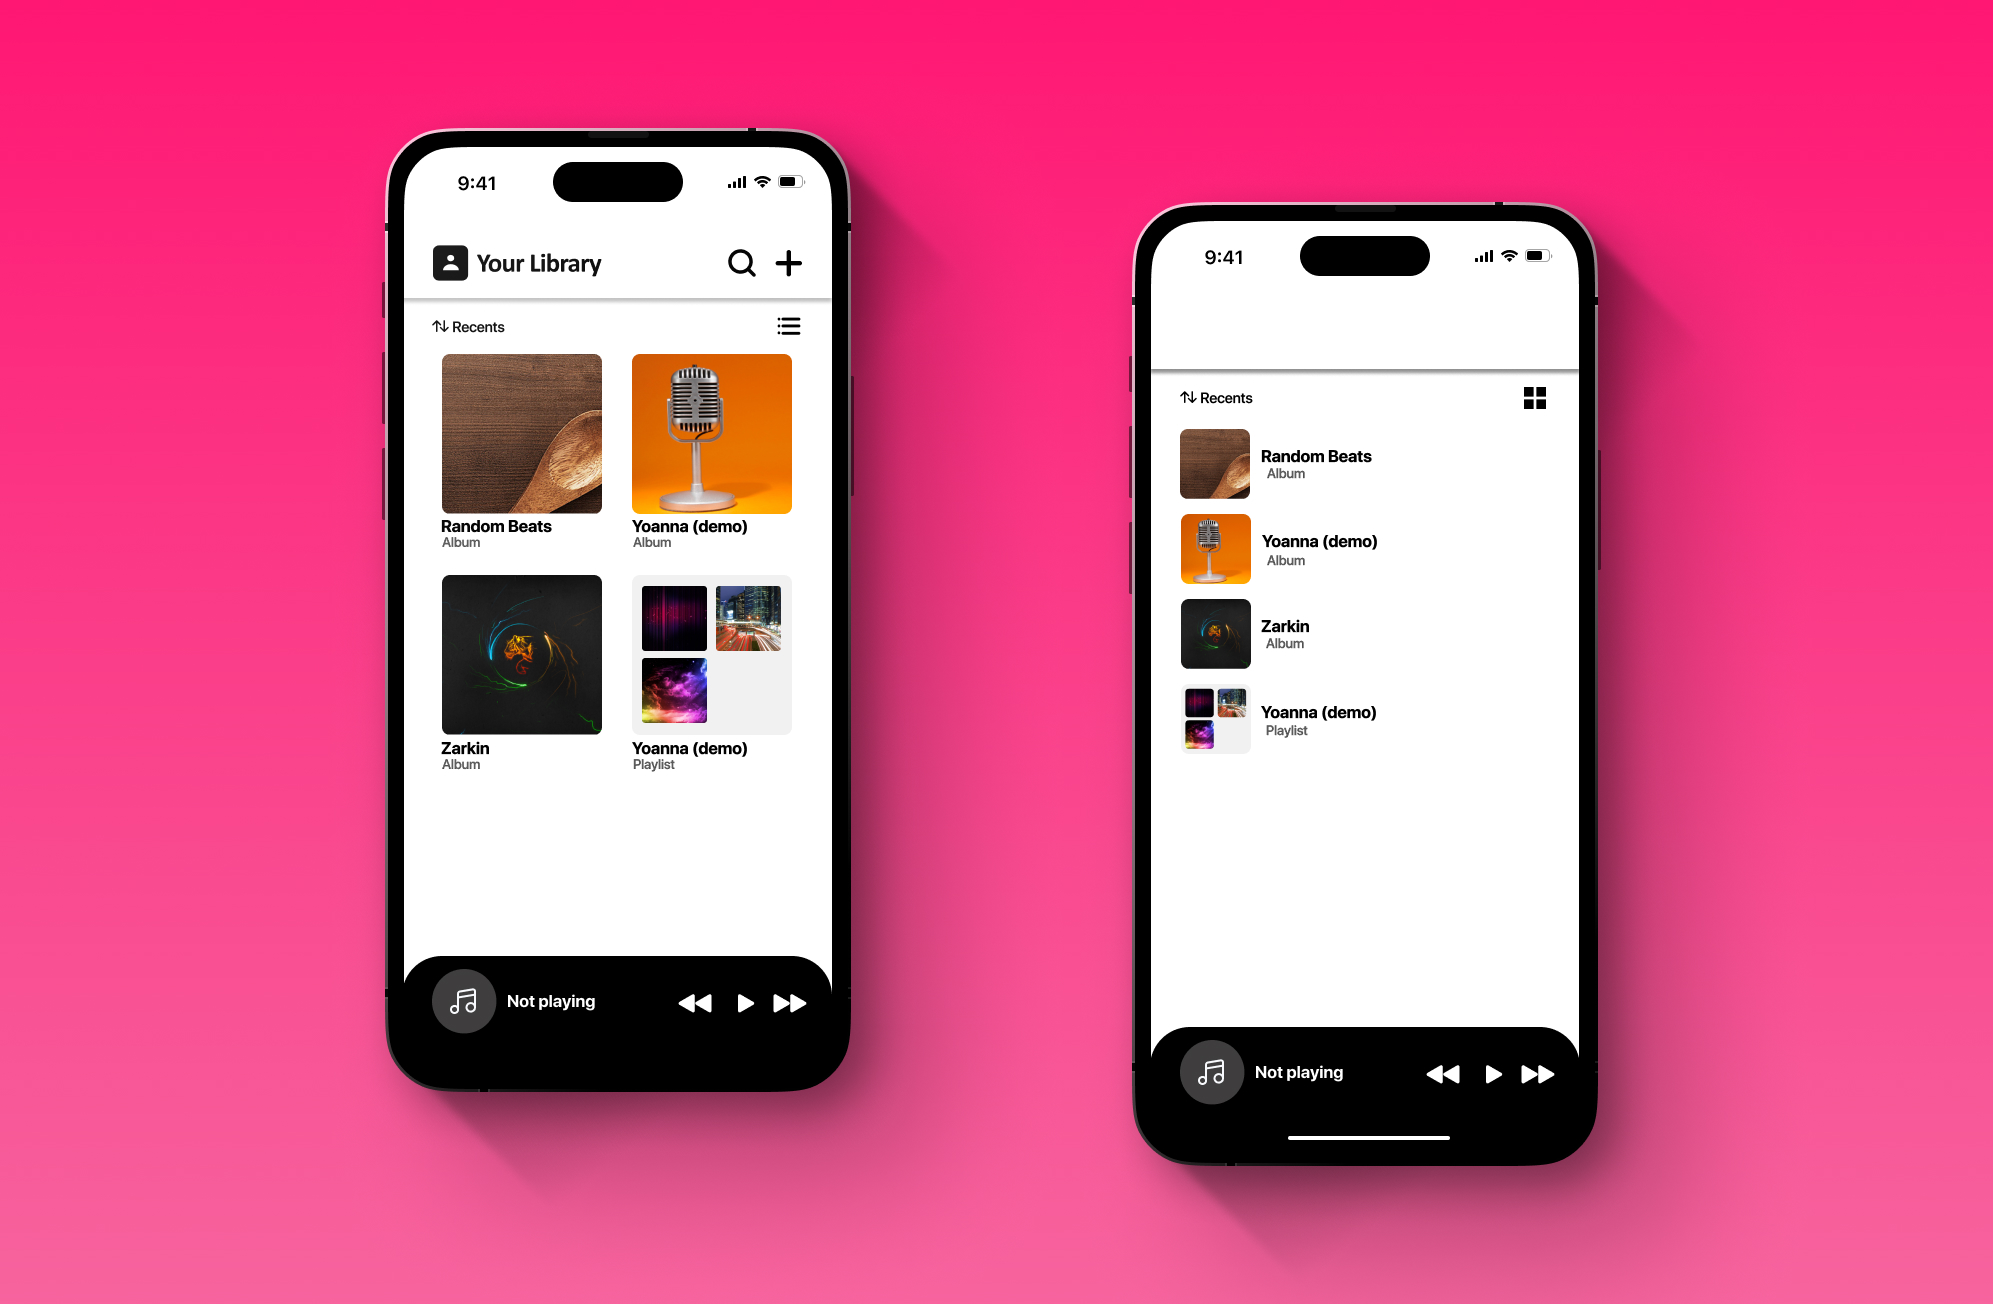 9:41
Your Library
Recents
Random Beats
Album
Yoanna (demo)
Album
Zarkin
Album
Yoanna (demo)
Playlist
Not playing
9:41
Recents
Random Beats
Album
Yoanna (demo)
Album
Zarkin
Album
Yoanna (demo)
Playlist
Not playing